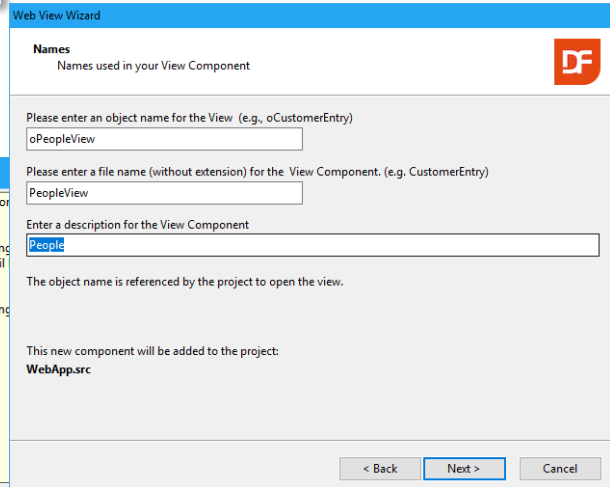 Web View Wizard
Names
Names used in your View Component
DF
Please enter an object name for the View (e.g., oCustomerEntry)
oPeopleView
Please enter a file name (without extension) for the View Component. (e.g. CustomerEntry)
PeopleView
Enter a description for the View Component
People
The object name is referenced by the project to open the view.
This new component will be added to the project:
WebApp.src
< Back Next > Cancel